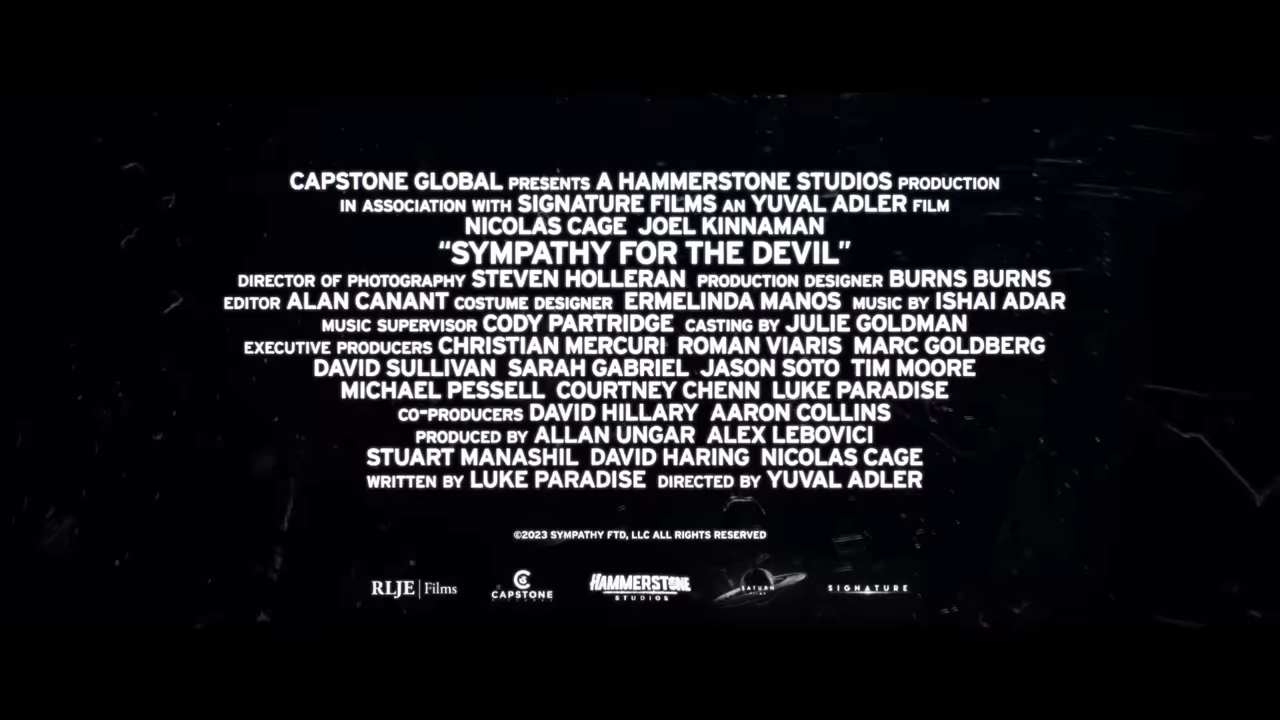 CAPSTONE GLOBAL PRESENTS A HAMMERSTONE STUDIOS PRODUCTION
IN ASSOCIATION WITH SIGNATURE FILMS AN YUVAL ADLER FILM
NICOLAS CAGE JOEL KINNAMAN
“SYMPATHY FOR THE DEVIL”
DIRECTOR OF PHOTOGRAPHY STEVEN HOLLERAN PRODUCTION DESIGNER BURNS BURNS
EDITOR ALAN CANANT COSTUME DESIGNER ERMELINDA MANOS MUSIC BY ISHAI ADAR
MUSIC SUPERVISOR CODY PARTRIDGE CASTING BY JULIE GOLDMAN
EXECUTIVE PRODUCERS CHRISTIAN MERCURI ROMAN VIARIS MARC GOLDBERG
DAVID SULLIVAN SARAH GABRIEL JASON SOTO TIM MOORE
MICHAEL PESSELL COURTNEY CHENN LUKE PARADISE
CO-PRODUCERS DAVID HILLARY AARON COLLINS
PRODUCED BY ALLAN UNGAR ALEX LEBOVICI
STUART MANASHIL DAVID HARING NICOLAS CAGE
WRITTEN BY LUKE PARADISE DIRECTED BY YUVAL ADLER
©2023 SYMPATHY FTD, LLC ALL RIGHTS RESERVED
RLJE Films
CAPSTONE
HAMMERSTONE
STUDIOS
SATURN
FILMS
SIGNATURE